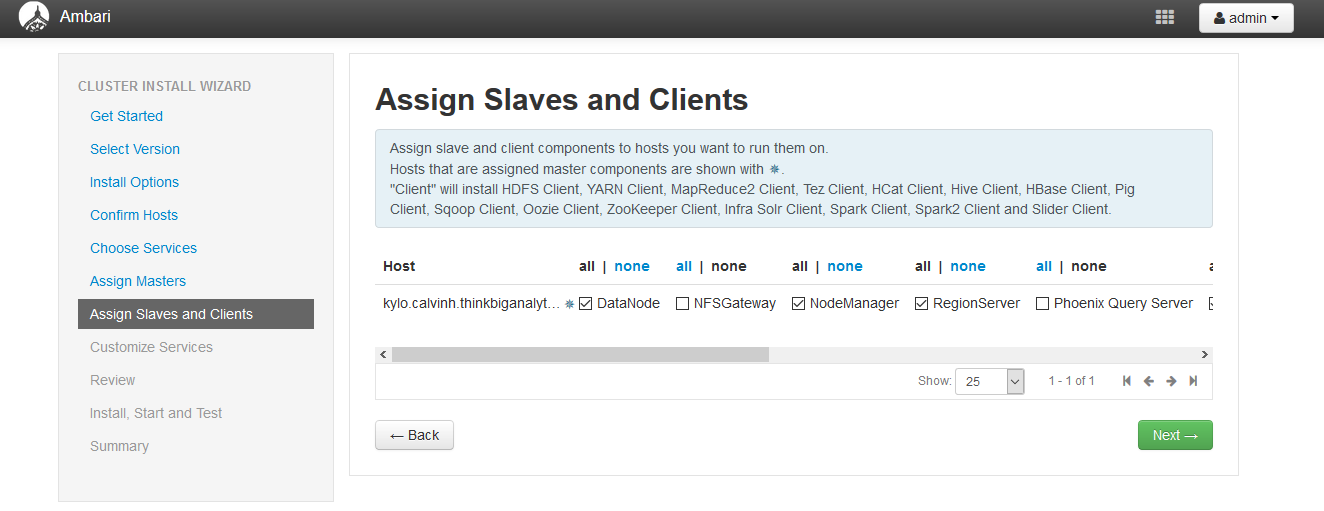 Ambari
admin
CLUSTER INSTALL WIZARD
Get Started
Select Version
Install Options
Confirm Hosts
Choose Services
Assign Masters
Assign Slaves and Clients
Customize Services
Review
Install, Start and Test
Summary
Assign Slaves and Clients
Assign slave and client components to hosts you want to run them on.
Hosts that are assigned master components are shown with ✵.
"Client" will install HDFS Client, YARN Client, MapReduce2 Client, Tez Client, HCat Client, Hive Client, HBase Client, Pig
Client, Sqoop Client, Oozie Client, ZooKeeper Client, Infra Solr Client, Spark Client, Spark2 Client and Slider Client.
Host all | none all | none all | none all | none all | none
kylo.calvinh.thinkbiganalyt... ✵ DataNode NFSGateway NodeManager RegionServer Phoenix Query Server
Show: 25 1 - 1 of 1
← Back Next →